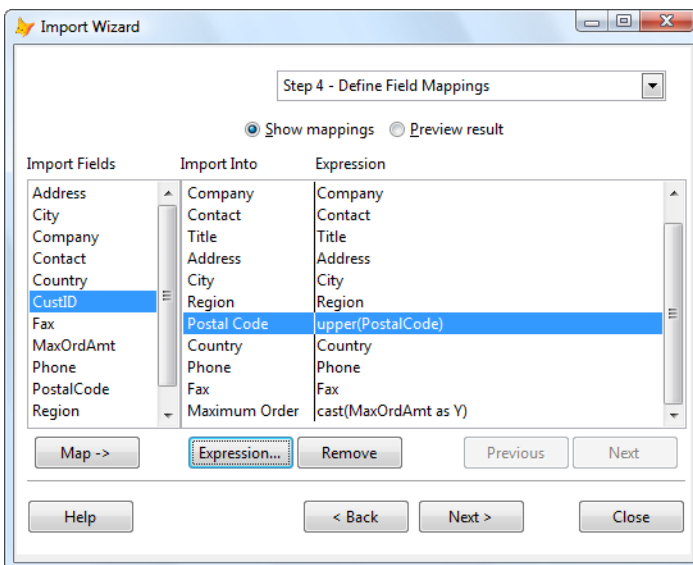 Import Wizard
Step 4 - Define Field Mappings
Show mappings Preview result
Import Fields Import Into Expression
Address Company Company
City Contact Contact
Company Title Title
Contact Address Address
Country City City
CustID Region Region
Fax Postal Code upper(PostalCode)
MaxOrdAmt Country Country
Phone Phone Phone
PostalCode Fax Fax
Region Maximum Order cast(MaxOrdAmt as Y)
Map -> Expression... Remove Previous Next
Help < Back Next > Close